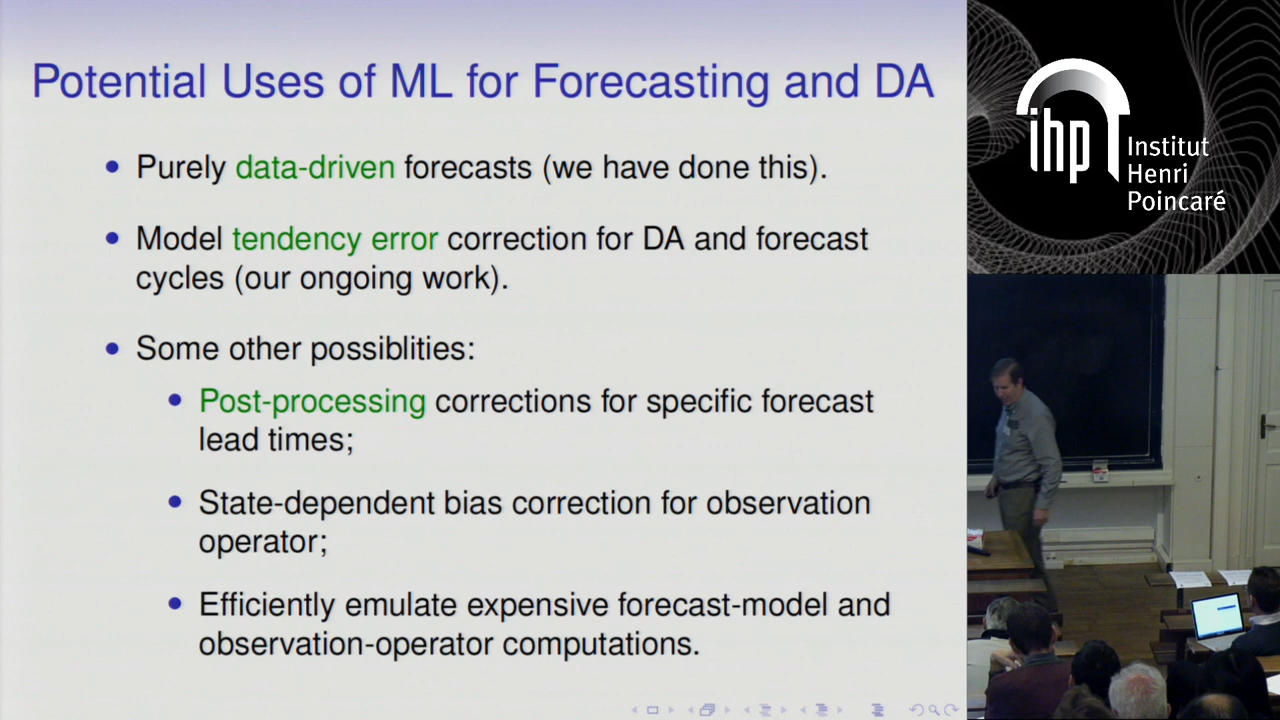 Potential Uses of ML for Forecasting and DA
Purely data-driven forecasts (we have done this).
Model tendency error correction for DA and forecast
cycles (our ongoing work).
Some other possiblities:
Post-processing corrections for specific forecast
lead times;
State-dependent bias correction for observation
operator;
Efficiently emulate expensive forecast-model and
observation-operator computations.
ihp
Institut
Henri
Poincaré